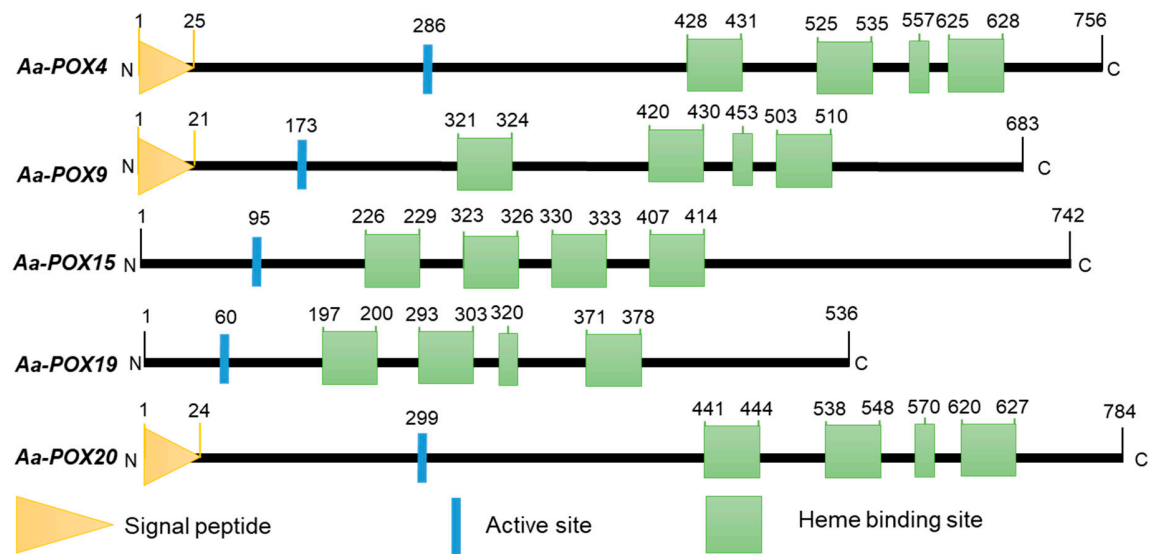 1 25 286 428 431 525 535 557 625 628 756
Aa-POX4 N C
1 21 173 321 324 420 430 453 503 510 683
Aa-POX9 N C
1 95 226 229 323 326 330 333 407 414 742
Aa-POX15 N C
1 60 197 200 293 303 320 371 378 536
Aa-POX19 N C
1 24 299 441 444 538 548 570 620 627 784
Aa-POX20 N C
Signal peptide Active site Heme binding site